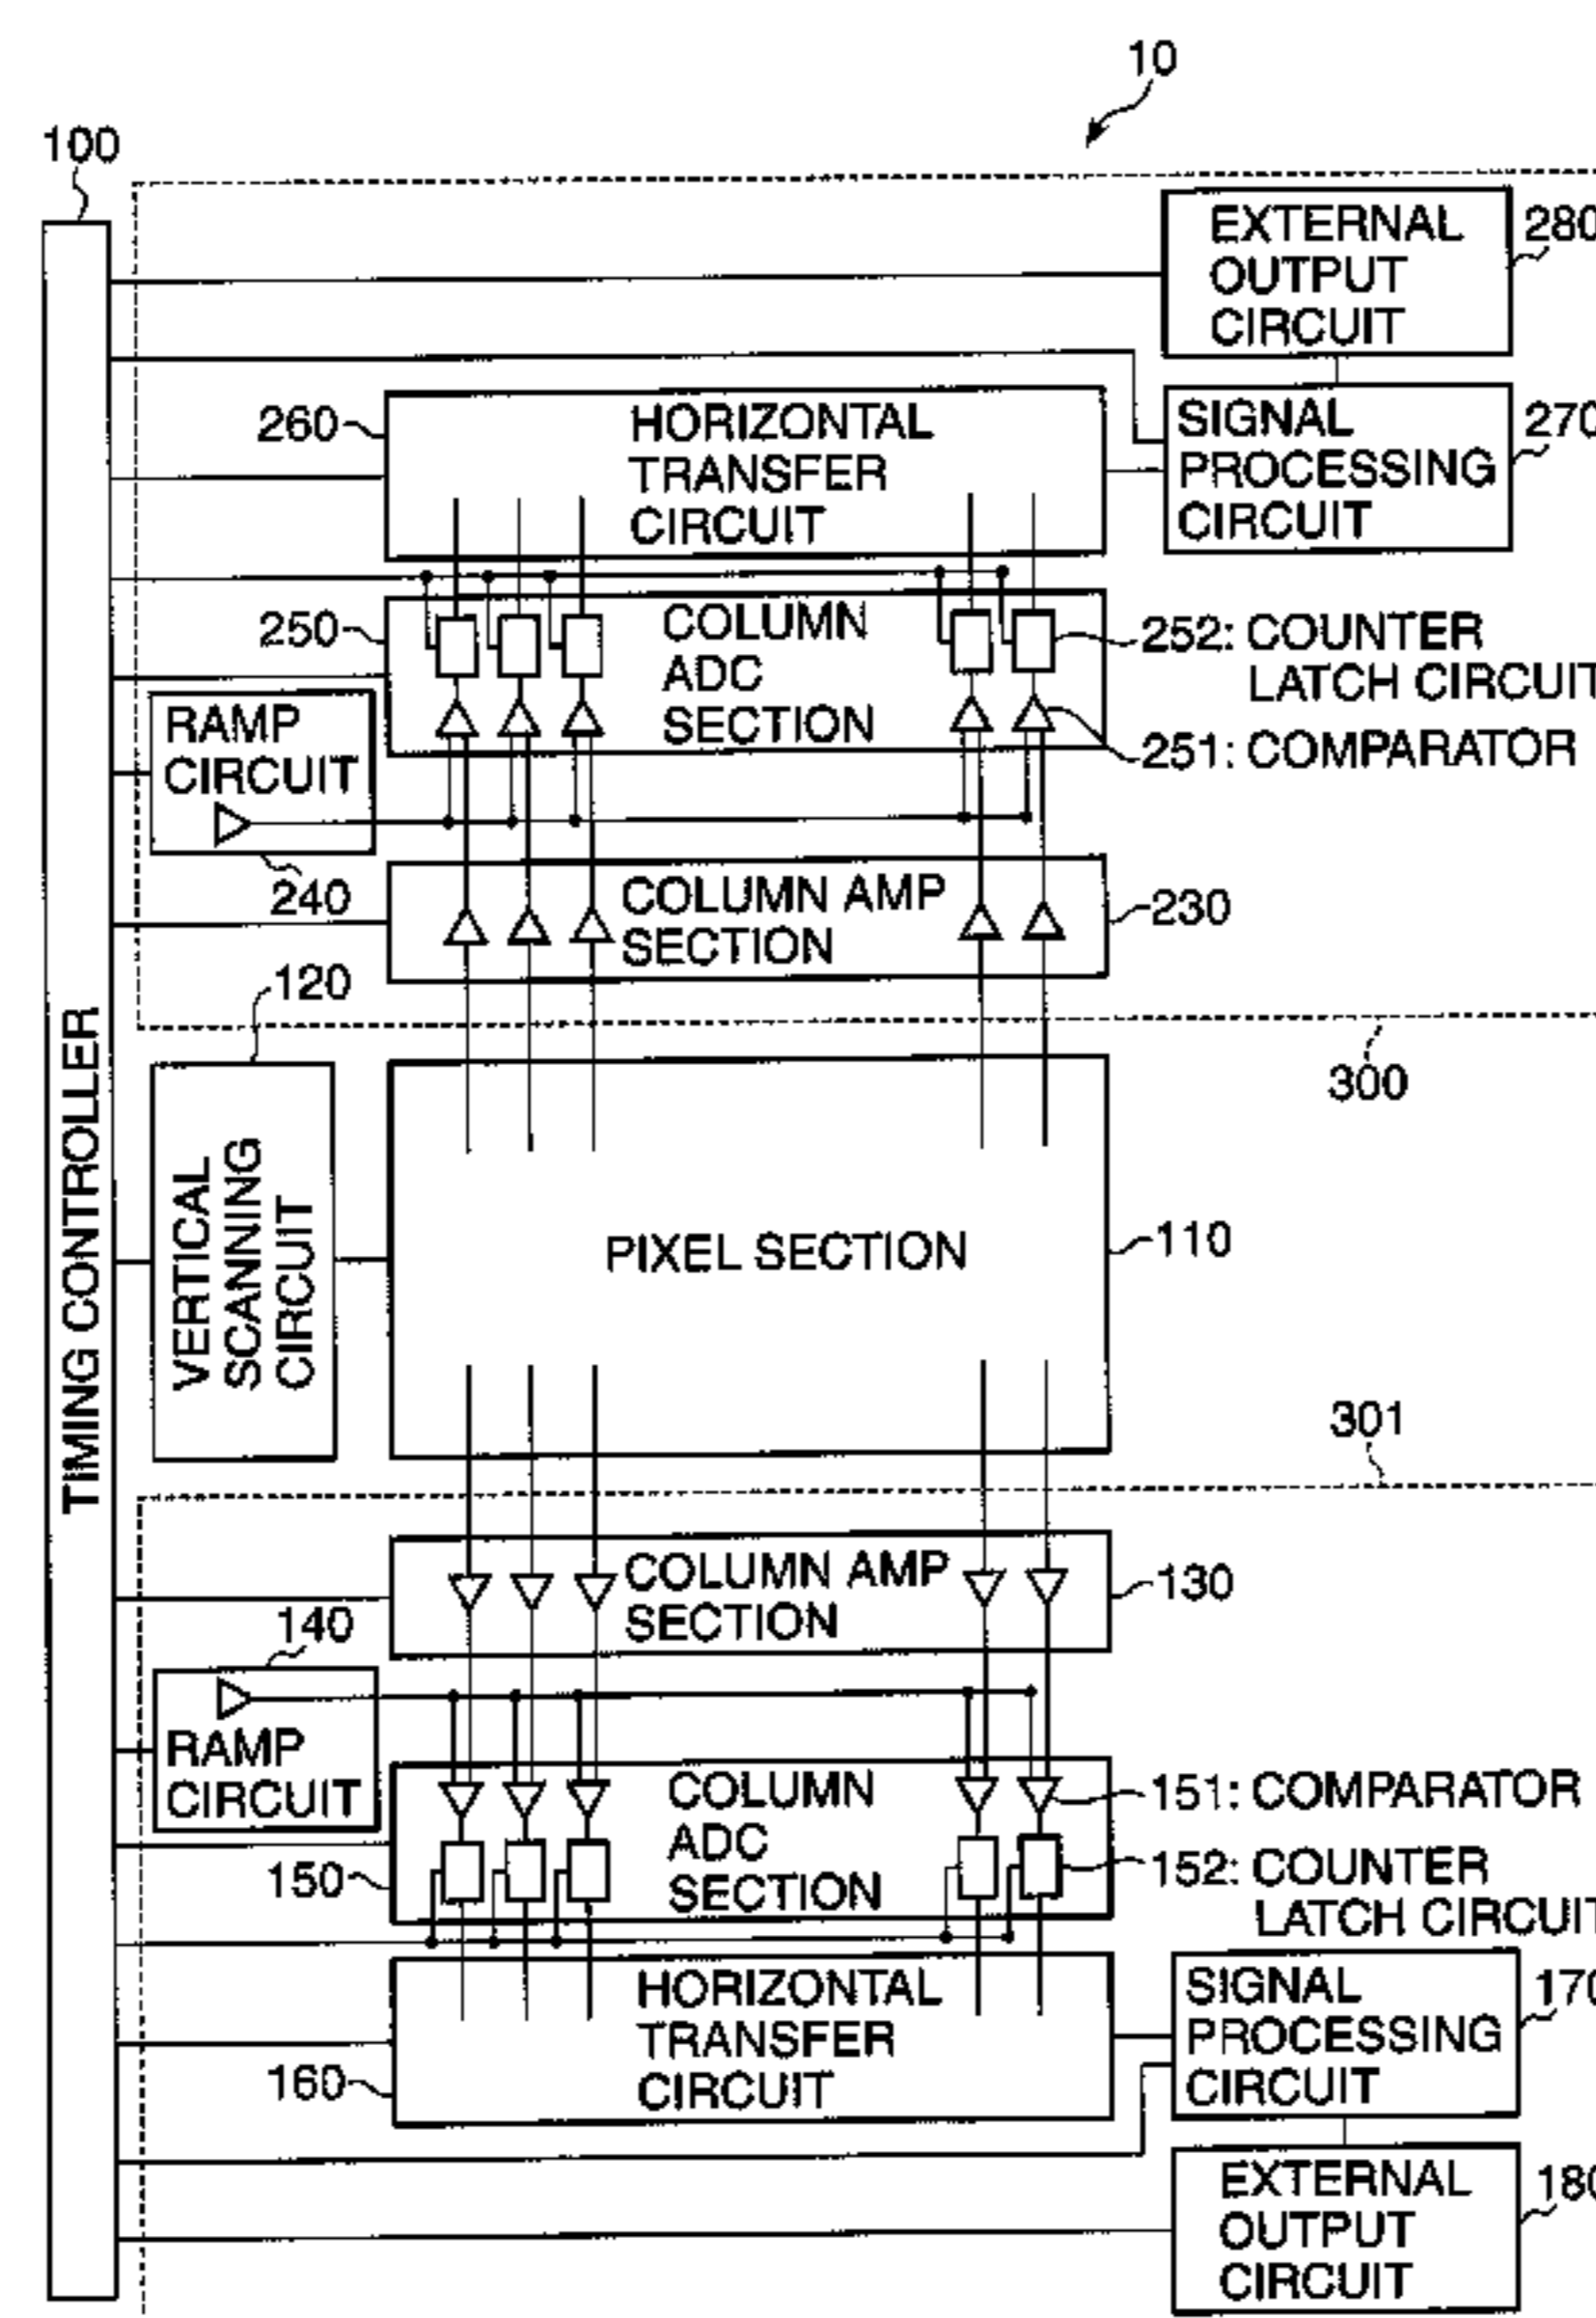 10
100
EXTERNAL
OUTPUT
CIRCUIT
280
260
HORIZONTAL
TRANSFER
CIRCUIT
SIGNAL
PROCESSING
CIRCUIT
270
250
COLUMN
ADC
SECTION
252: COUNTER
LATCH CIRCUIT
251: COMPARATOR
RAMP
CIRCUIT
240
COLUMN AMP
SECTION
230
120
300
TIMING CONTROLLER
VERTICAL
SCANNING
CIRCUIT
PIXEL SECTION
110
301
COLUMN AMP
SECTION
130
140
RAMP
CIRCUIT
COLUMN
ADC
SECTION
150
151: COMPARATOR
152: COUNTER
LATCH CIRCUIT
HORIZONTAL
TRANSFER
CIRCUIT
160
SIGNAL
PROCESSING
CIRCUIT
170
EXTERNAL
OUTPUT
CIRCUIT
180